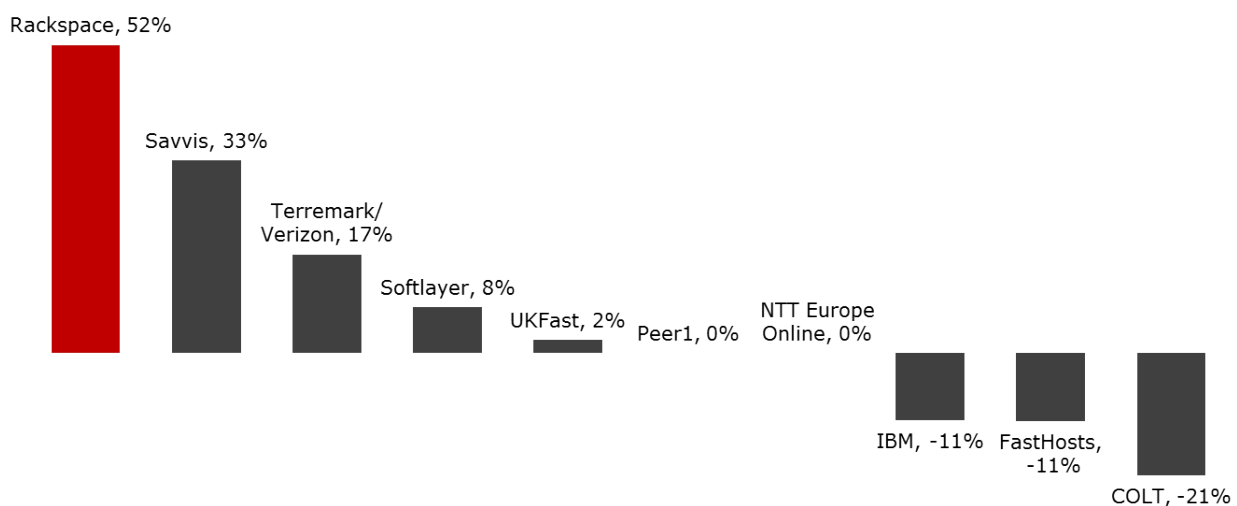 Rackspace, 52%
Savvis, 33%
Terremark/
Verizon, 17%
Softlayer, 8%
UKFast, 2%
Peer1, 0%
NTT Europe
Online, 0%
IBM, -11%
FastHosts,
-11%
COLT, -21%